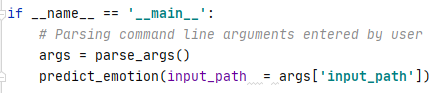 if __name__ == '__main__':
    # Parsing command line arguments entered by user
    args = parse_args()
    predict_emotion(input_path  = args['input_path'])